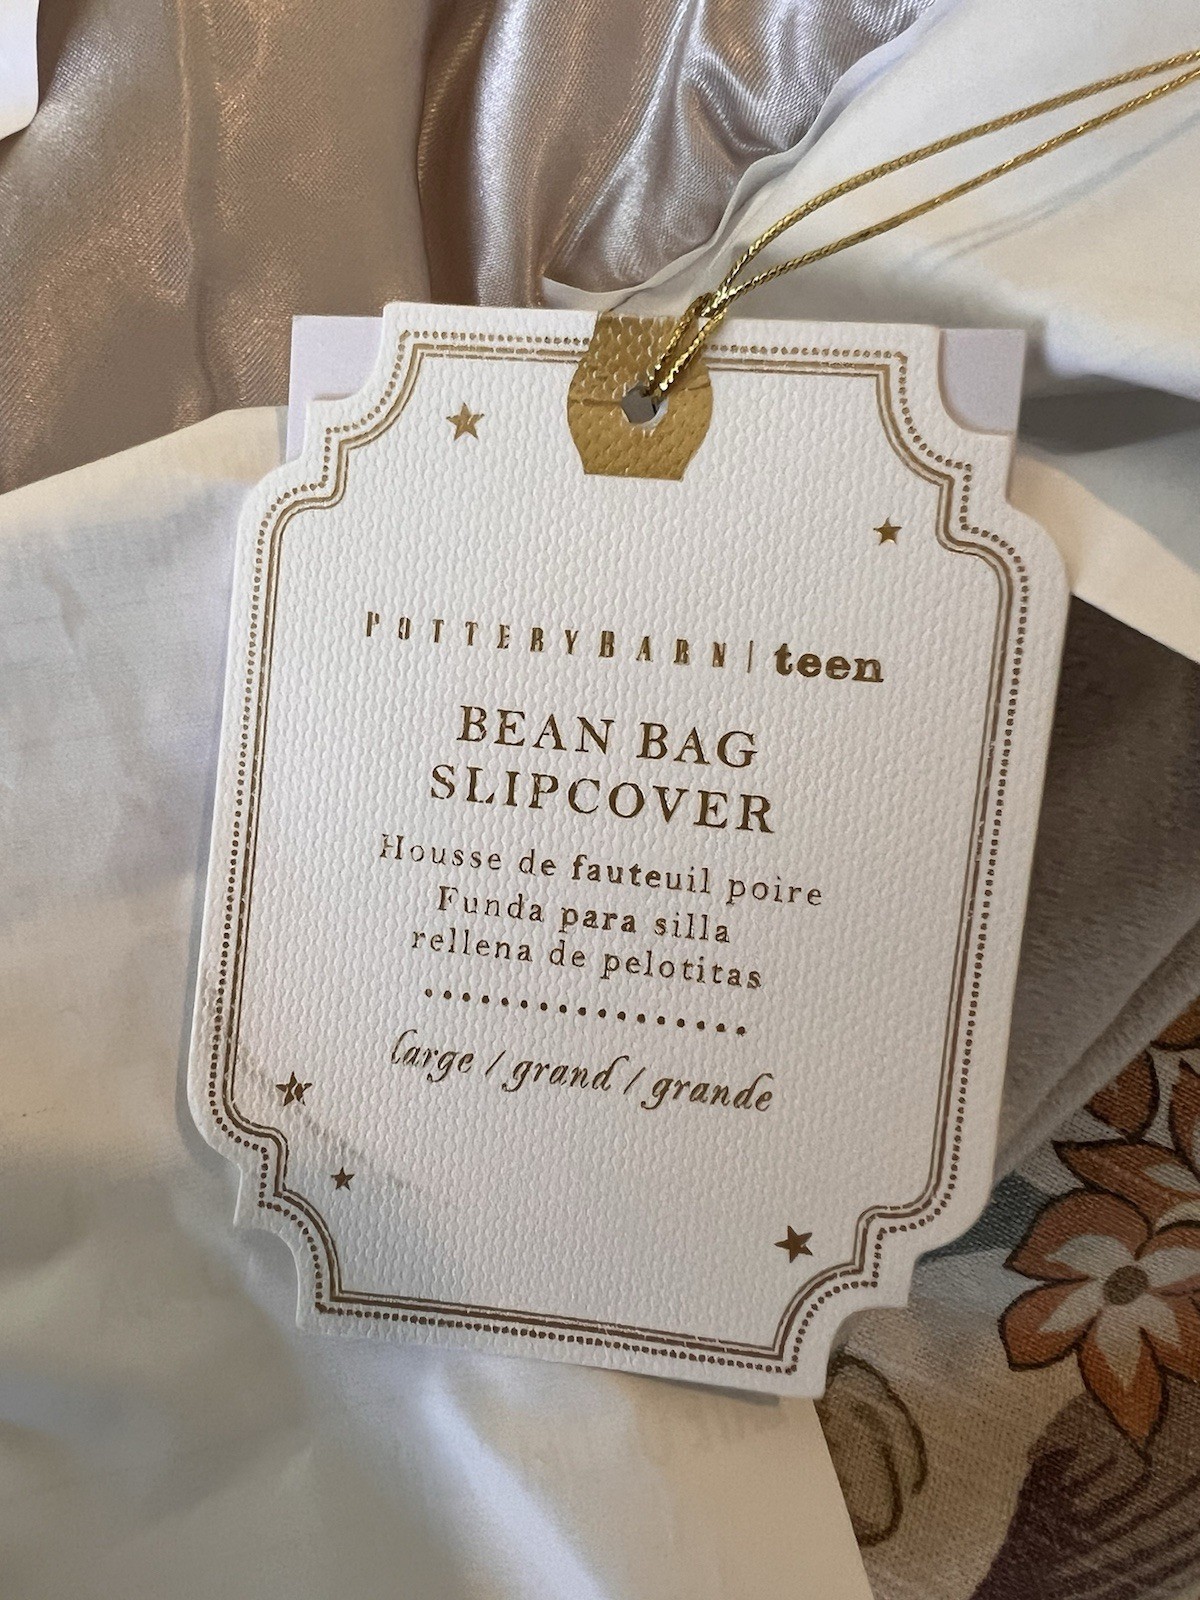 POTTERYBARN | teen
BEAN BAG
SLIPCOVER
Housse de fauteuil poire
Funda para silla
rellena de pelotitas
large / grand / grande